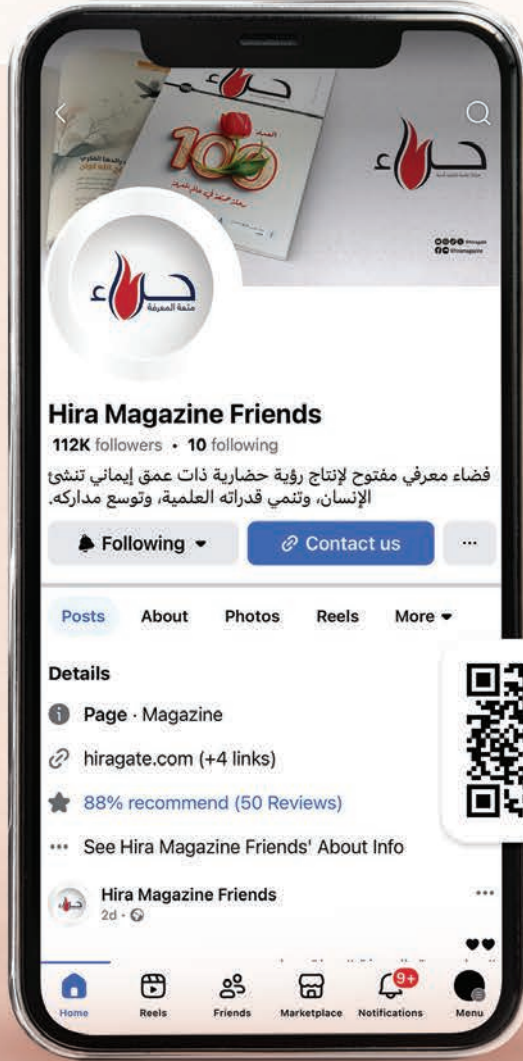 حراء
العدد
100
حراء
حراء
متعة المعرفة
Hira Magazine Friends
112K followers • 10 following
فضاء معرفي مفتوح لإنتاج رؤية حضارية ذات عمق إيماني تنشئ
الإنسان، وتنمي قدراته العلمية، وتوسع مداركه.
Following
Contact us
Posts About Photos Reels More
Details
Page · Magazine
hiragate.com (+4 links)
88% recommend (50 Reviews)
See Hira Magazine Friends' About Info
Hira Magazine Friends
2d ·
9+
Home Reels Friends Marketplace Notifications Menu